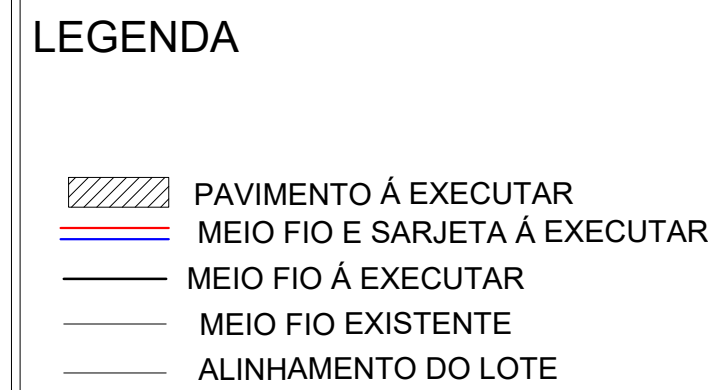 LEGENDA
PAVIMENTO Á EXECUTAR
MEIO FIO E SARJETA Á EXECUTAR
MEIO FIO Á EXECUTAR
MEIO FIO EXISTENTE
ALINHAMENTO DO LOTE